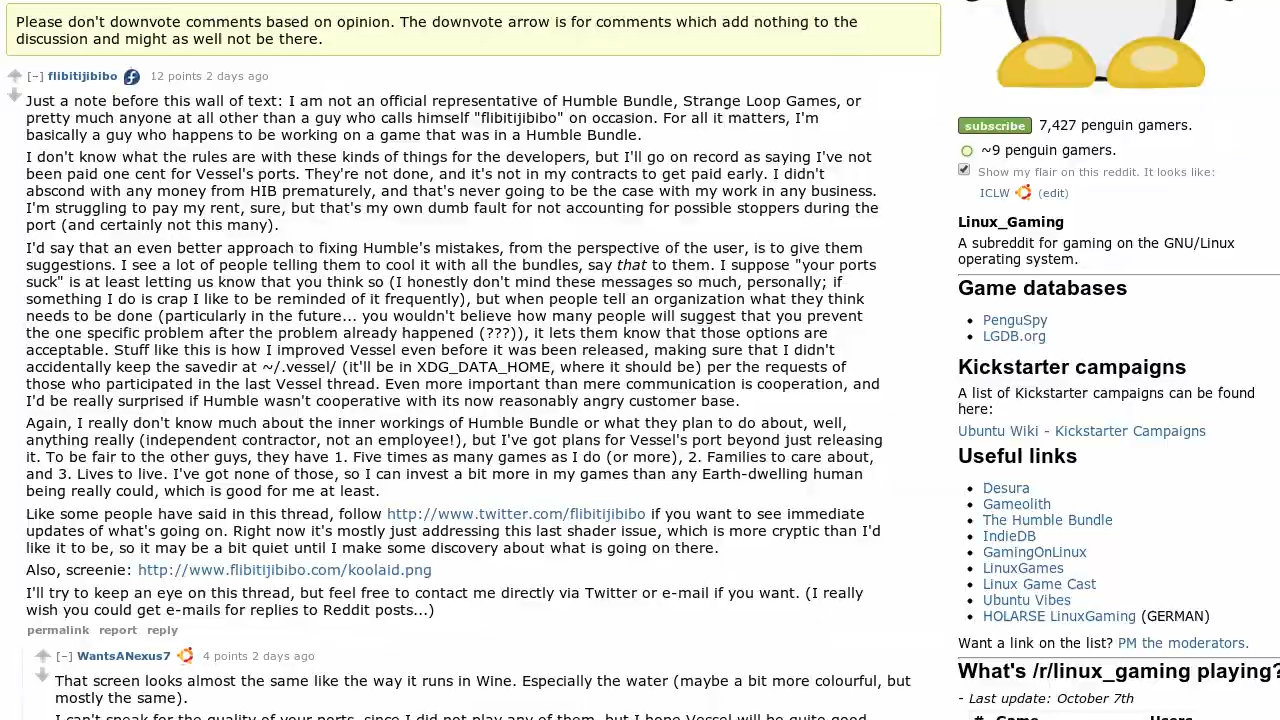 Please don't downvote comments based on opinion. The downvote arrow is for comments which add nothing to the
discussion and might as well not be there.
[–] flibitijibibo 12 points 2 days ago
Just a note before this wall of text: I am not an official representative of Humble Bundle, Strange Loop Games, or
pretty much anyone at all other than a guy who calls himself "flibitijibibo" on occasion. For all it matters, I'm
basically a guy who happens to be working on a game that was in a Humble Bundle.
I don't know what the rules are with these kinds of things for the developers, but I'll go on record as saying I've not
been paid one cent for Vessel's ports. They're not done, and it's not in my contracts to get paid early. I didn't
abscond with any money from HIB prematurely, and that's never going to be the case with my work in any business.
I'm struggling to pay my rent, sure, but that's my own dumb fault for not accounting for possible stoppers during the
port (and certainly not this many).
I'd say that an even better approach to fixing Humble's mistakes, from the perspective of the user, is to give them
suggestions. I see a lot of people telling them to cool it with all the bundles, say that to them. I suppose "your ports
suck" is at least letting us know that you think so (I honestly don't mind these messages so much, personally; if
something I do is crap I like to be reminded of it frequently), but when people tell an organization what they think
needs to be done (particularly in the future... you wouldn't believe how many people will suggest that you prevent
the one specific problem after the problem already happened (???)), it lets them know that those options are
acceptable. Stuff like this is how I improved Vessel even before it was been released, making sure that I didn't
accidentally keep the savedir at ~/.vessel/ (it'll be in XDG_DATA_HOME, where it should be) per the requests of
those who participated in the last Vessel thread. Even more important than mere communication is cooperation, and
I'd be really surprised if Humble wasn't cooperative with its now reasonably angry customer base.
Again, I really don't know much about the inner workings of Humble Bundle or what they plan to do about, well,
anything really (independent contractor, not an employee!), but I've got plans for Vessel's port beyond just releasing
it. To be fair to the other guys, they have 1. Five times as many games as I do (or more), 2. Families to care about,
and 3. Lives to live. I've got none of those, so I can invest a bit more in my games than any Earth-dwelling human
being really could, which is good for me at least.
Like some people have said in this thread, follow http://www.twitter.com/flibitijibibo if you want to see immediate
updates of what's going on. Right now it's mostly just addressing this last shader issue, which is more cryptic than I'd
like it to be, so it may be a bit quiet until I make some discovery about what is going on there.
Also, screenie: http://www.flibitijibibo.com/koolaid.png
I'll try to keep an eye on this thread, but feel free to contact me directly via Twitter or e-mail if you want. (I really
wish you could get e-mails for replies to Reddit posts...)
permalink report reply
[–] WantsANexus7 4 points 2 days ago
That screen looks almost the same like the way it runs in Wine. Especially the water (maybe a bit more colourful, but
mostly the same).
I can't speak for the quality of your ports, since I did not play any of them, but I hope Vessel will be quite good
subscribe 7,427 penguin gamers.
~9 penguin gamers.
Show my flair on this reddit. It looks like:
ICLW (edit)
Linux_Gaming
A subreddit for gaming on the GNU/Linux
operating system.
Game databases
PenguSpy
LGDB.org
Kickstarter campaigns
A list of Kickstarter campaigns can be found
here:
Ubuntu Wiki - Kickstarter Campaigns
Useful links
Desura
Gameolith
The Humble Bundle
IndieDB
GamingOnLinux
LinuxGames
Linux Game Cast
Ubuntu Vibes
HOLARSE LinuxGaming (GERMAN)
Want a link on the list? PM the moderators.
What's /r/linux_gaming playing?
- Last update: October 7th
# Game Users